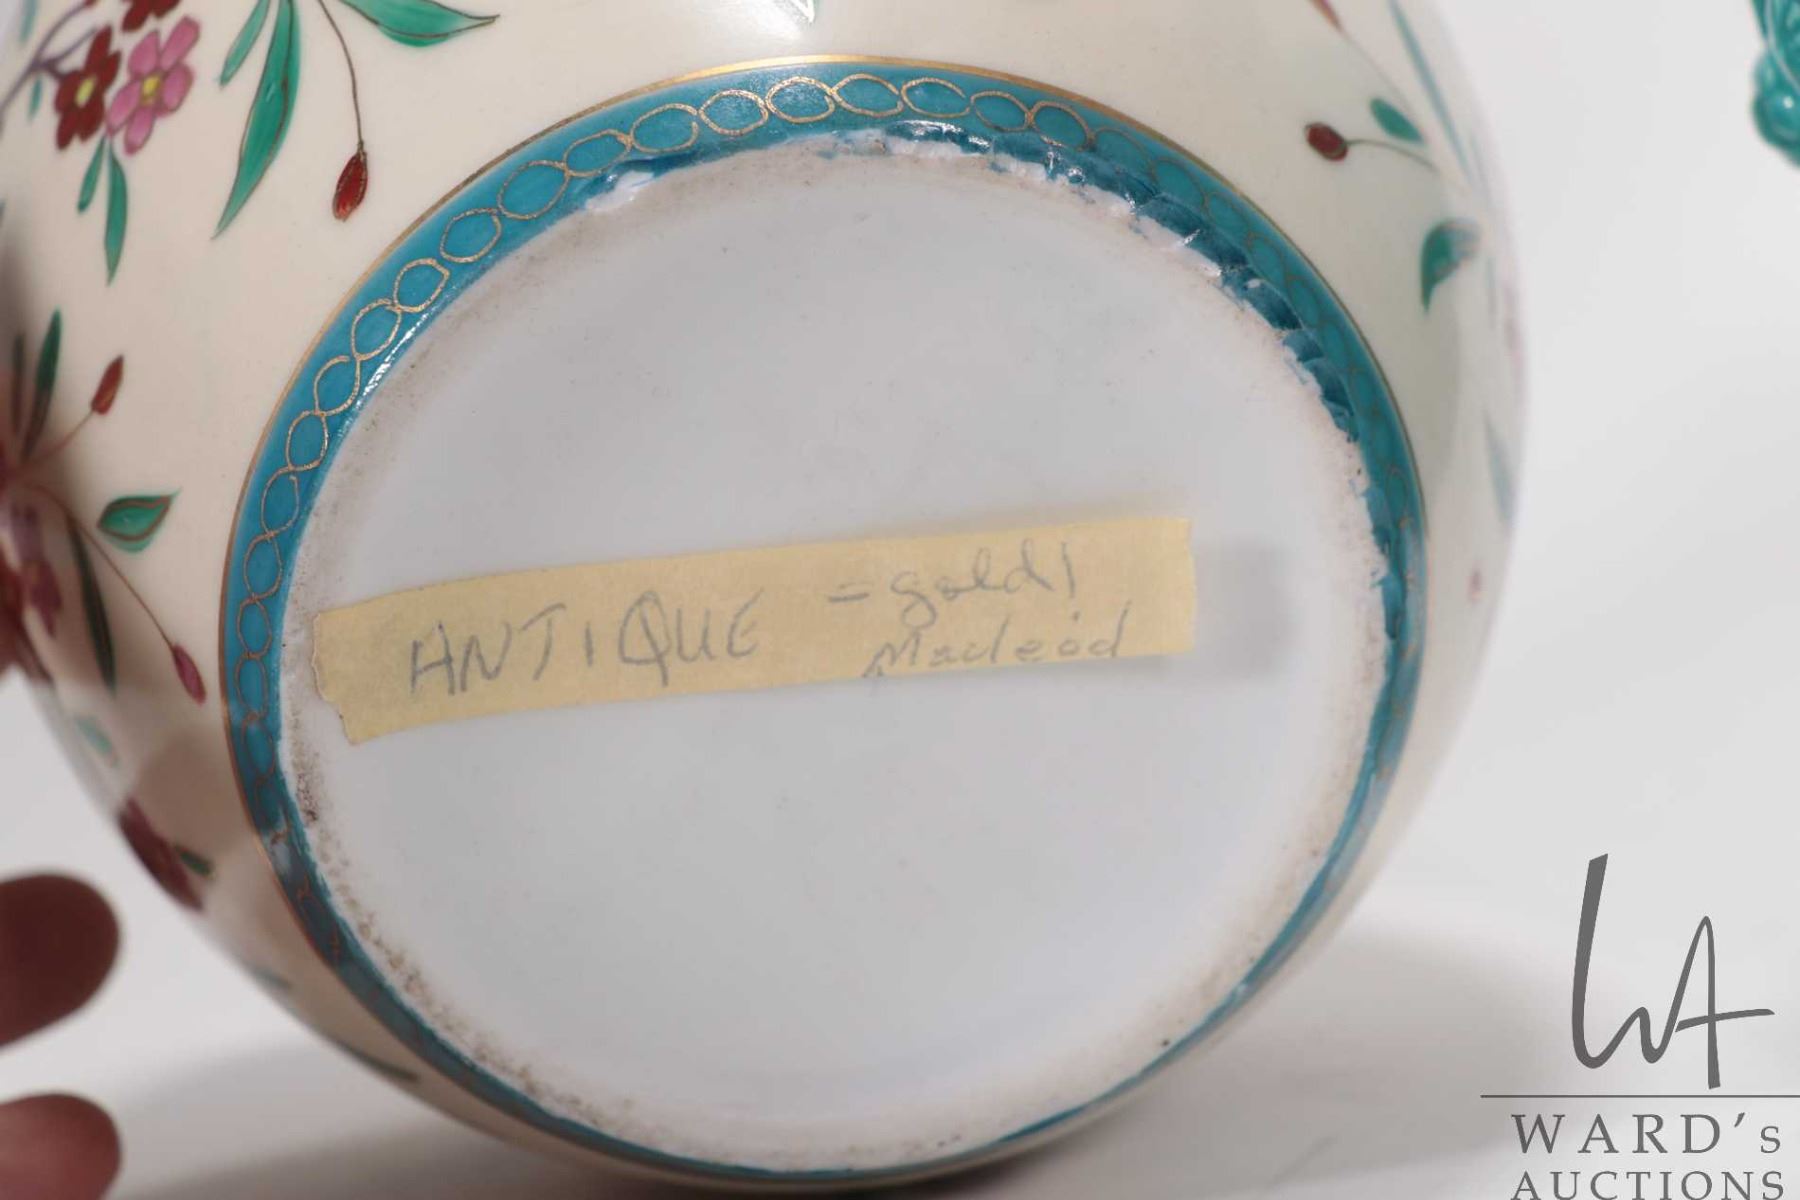 ANTIQUE - gold!
Macleod
WARD's
AUCTIONS